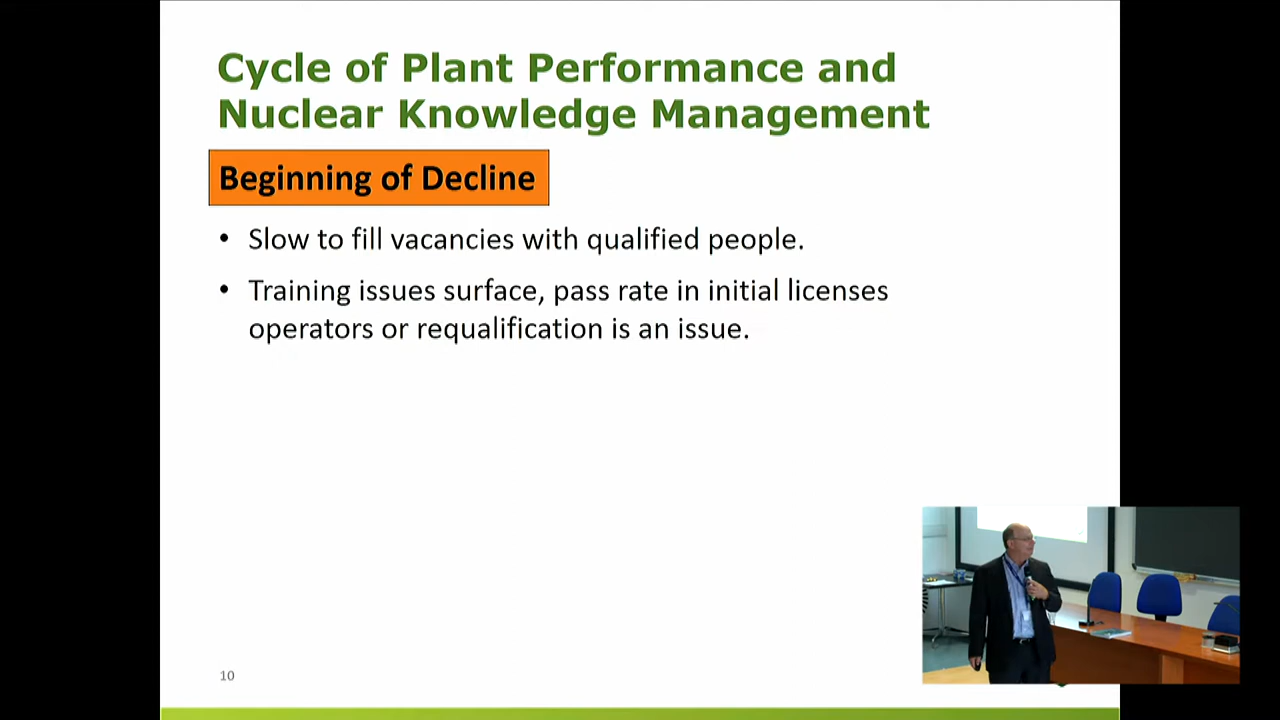 Cycle of Plant Performance and
Nuclear Knowledge Management
Beginning of Decline
• Slow to fill vacancies with qualified people.
• Training issues surface, pass rate in initial licenses
operators or requalification is an issue.
10